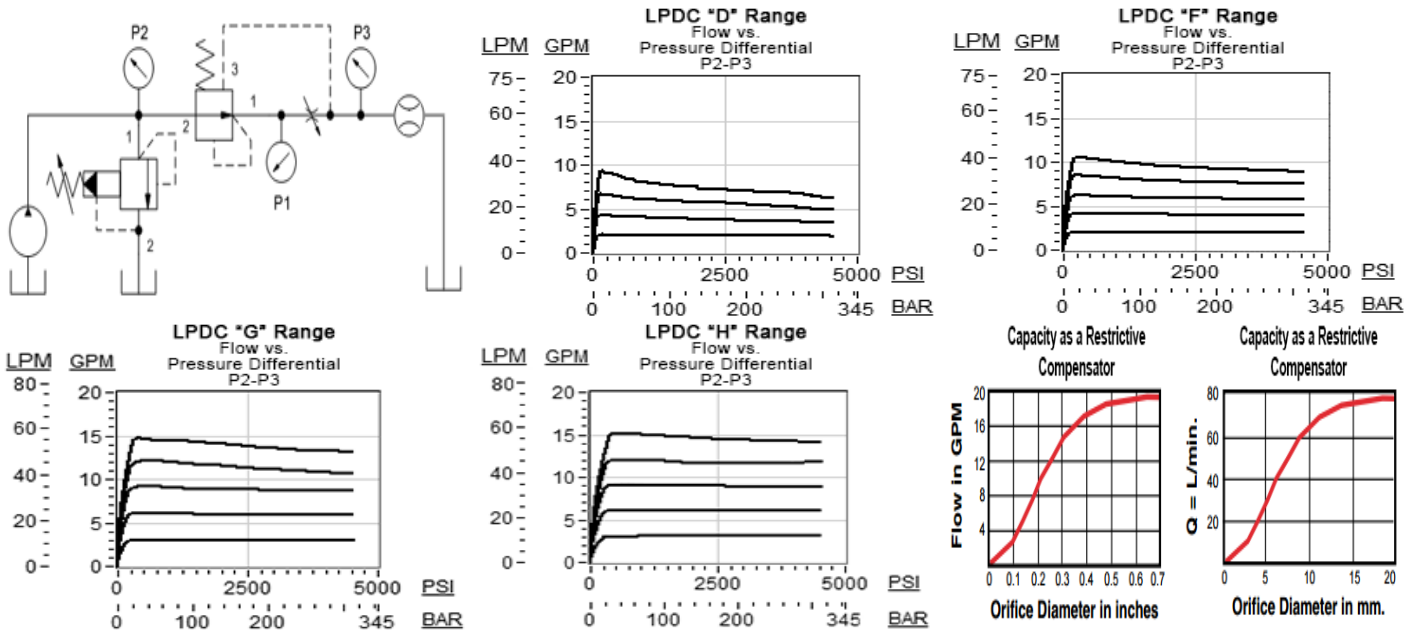 P2
P3
3
1
2
1
P1
2
LPDC "D" Range
Flow vs.
Pressure Differential
P2-P3
LPM GPM
75
60
40
20
0
20
15
10
5
0
0 2500 5000 PSI
0 100 200 345 BAR
LPDC "F" Range
Flow vs.
Pressure Differential
P2-P3
LPM GPM
75
60
40
20
0
20
15
10
5
0
0 2500 5000 PSI
0 100 200 345 BAR
LPDC "G" Range
Flow vs.
Pressure Differential
P2-P3
LPM GPM
80
60
40
20
0
20
15
10
5
0
0 2500 5000 PSI
0 100 200 345 BAR
LPDC "H" Range
Flow vs.
Pressure Differential
P2-P3
LPM GPM
80
60
40
20
0
20
15
10
5
0
0 2500 5000 PSI
0 100 200 345 BAR
Capacity as a Restrictive
Compensator
Flow in GPM
20
16
12
8
4
0 0.1 0.2 0.3 0.4 0.5 0.6 0.7
Orifice Diameter in inches
Capacity as a Restrictive
Compensator
Q = L/min.
80
60
40
20
0 5 10 15 20
Orifice Diameter in mm.